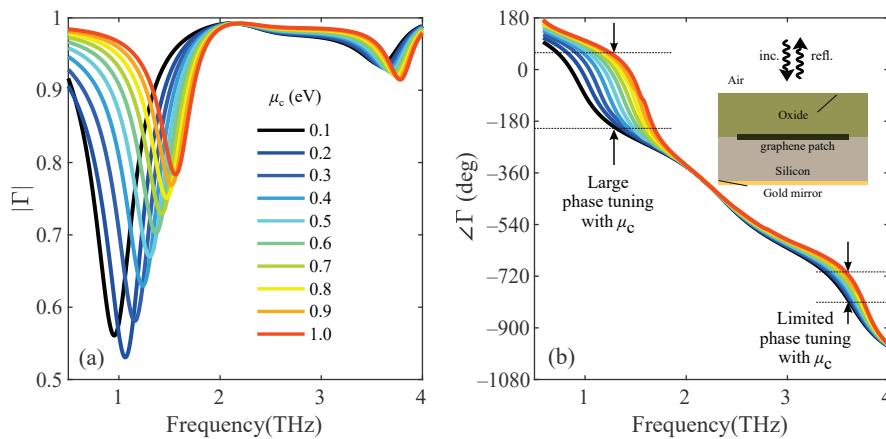 1
0.9
0.8
0.7
0.6
0.5
|Γ|
μc (eV)
0.1
0.2
0.3
0.4
0.5
0.6
0.7
0.8
0.9
1.0
(a)
1 2 3 4
Frequency(THz)
180
0
−180
−360
−540
−720
−900
−1080
∠Γ (deg)
inc. refl.
Air
Oxide
graphene patch
Silicon
Gold mirror
Large
phase tuning
with μc
Limited
phase tuning
with μc
(b)
1 2 3 4
Frequency(THz)